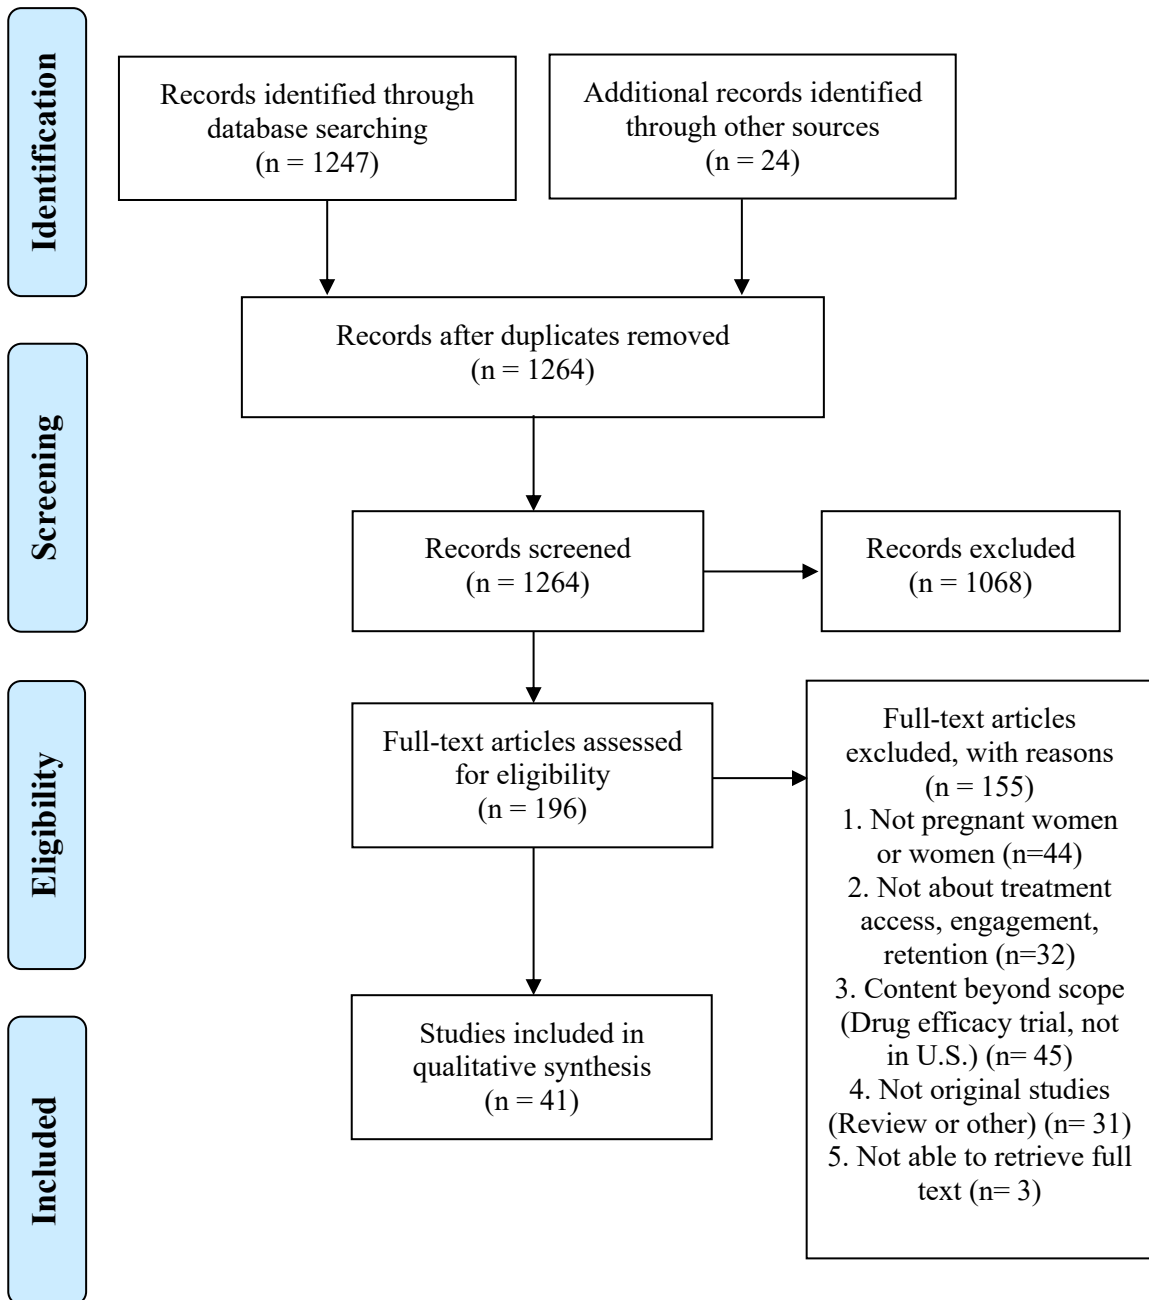 Identification
Records identified through
database searching
(n = 1247)
Additional records identified
through other sources
(n = 24)
Records after duplicates removed
(n = 1264)
Screening
Records screened
(n = 1264)
Records excluded
(n = 1068)
Eligibility
Full-text articles assessed
for eligibility
(n = 196)
Full-text articles
excluded, with reasons
(n = 155)
1. Not pregnant women
or women (n=44)
2. Not about treatment
access, engagement,
retention (n=32)
3. Content beyond scope
(Drug efficacy trial, not
in U.S.) (n= 45)
4. Not original studies
(Review or other) (n= 31)
5. Not able to retrieve full
text (n= 3)
Included
Studies included in
qualitative synthesis
(n = 41)